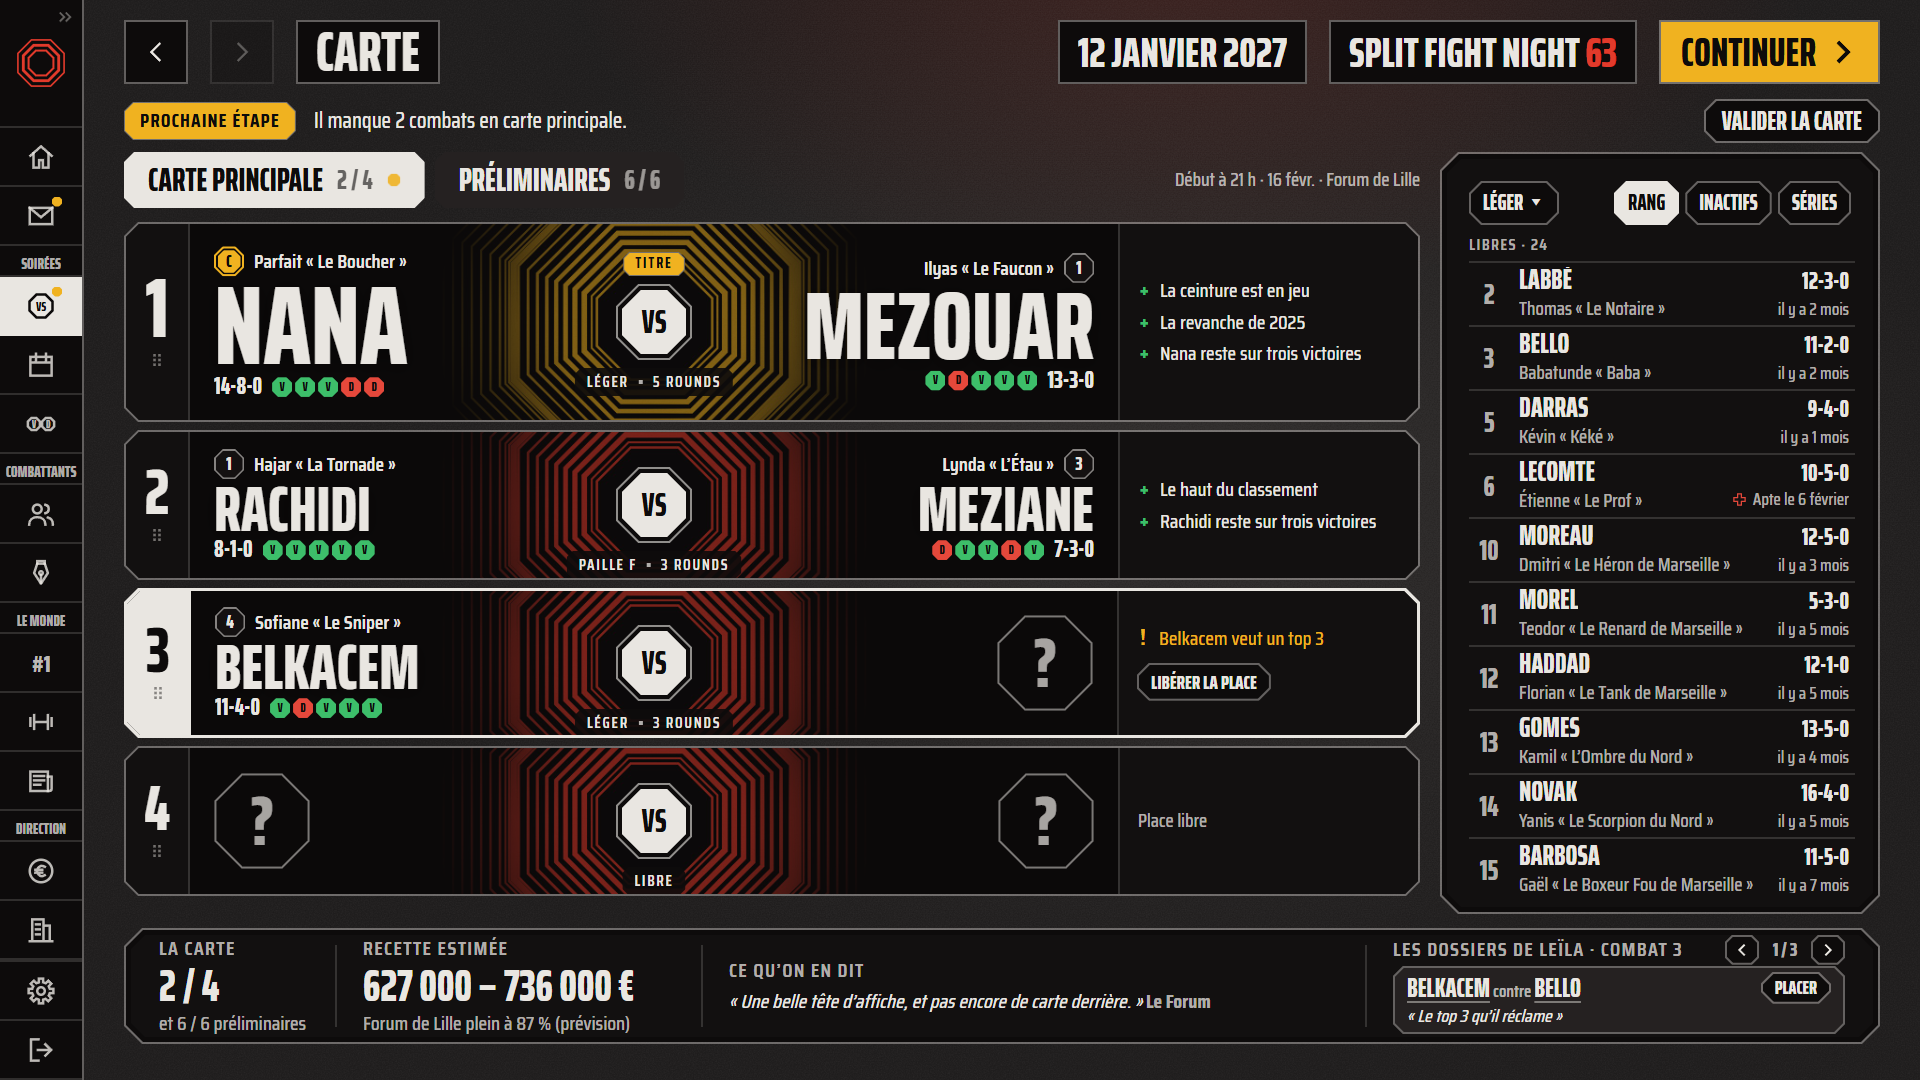 CARTE
12 JANVIER 2027
SPLIT FIGHT NIGHT 63
CONTINUER
PROCHAINE ÉTAPE
Il manque 2 combats en carte principale.
VALIDER LA CARTE
CARTE PRINCIPALE 2 / 4
PRÉLIMINAIRES 6 / 6
Début à 21 h · 16 févr. · Forum de Lille
SOIRÉES
VS
V D
COMBATTANTS
LE MONDE
#1
DIRECTION
€
1
C Parfait « Le Boucher »
NANA
14-8-0 V V V D D
TITRE
VS
LÉGER ▪ 5 ROUNDS
Ilyas « Le Faucon » 1
MEZOUAR
V D V V V 13-3-0
+ La ceinture est en jeu
+ La revanche de 2025
+ Nana reste sur trois victoires
2
1 Hajar « La Tornade »
RACHIDI
8-1-0 V V V V V
VS
PAILLE F ▪ 3 ROUNDS
Lynda « L'Étau » 3
MEZIANE
D V V D V 7-3-0
+ Le haut du classement
+ Rachidi reste sur trois victoires
3
4 Sofiane « Le Sniper »
BELKACEM
11-4-0 V D V V V
VS
LÉGER ▪ 3 ROUNDS
?
! Belkacem veut un top 3
LIBÉRER LA PLACE
4
?
VS
LIBRE
?
Place libre
LÉGER ▾
RANG
INACTIFS
SÉRIES
LIBRES · 24
2 LABBÉ 12-3-0
Thomas « Le Notaire » il y a 2 mois
3 BELLO 11-2-0
Babatunde « Baba » il y a 2 mois
5 DARRAS 9-4-0
Kévin « Kéké » il y a 1 mois
6 LECOMTE 10-5-0
Étienne « Le Prof » Apte le 6 février
10 MOREAU 12-5-0
Dmitri « Le Héron de Marseille » il y a 3 mois
11 MOREL 5-3-0
Teodor « Le Renard de Marseille » il y a 5 mois
12 HADDAD 12-1-0
Florian « Le Tank de Marseille » il y a 5 mois
13 GOMES 13-5-0
Kamil « L'Ombre du Nord » il y a 4 mois
14 NOVAK 16-4-0
Yanis « Le Scorpion du Nord » il y a 5 mois
15 BARBOSA 11-5-0
Gaël « Le Boxeur Fou de Marseille » il y a 7 mois
LA CARTE
2 / 4
et 6 / 6 préliminaires
RECETTE ESTIMÉE
627 000 – 736 000 €
Forum de Lille plein à 87 % (prévision)
CE QU'ON EN DIT
« Une belle tête d'affiche, et pas encore de carte derrière. » Le Forum
LES DOSSIERS DE LEÏLA · COMBAT 3
1 / 3
BELKACEM contre BELLO
« Le top 3 qu'il réclame »
PLACER